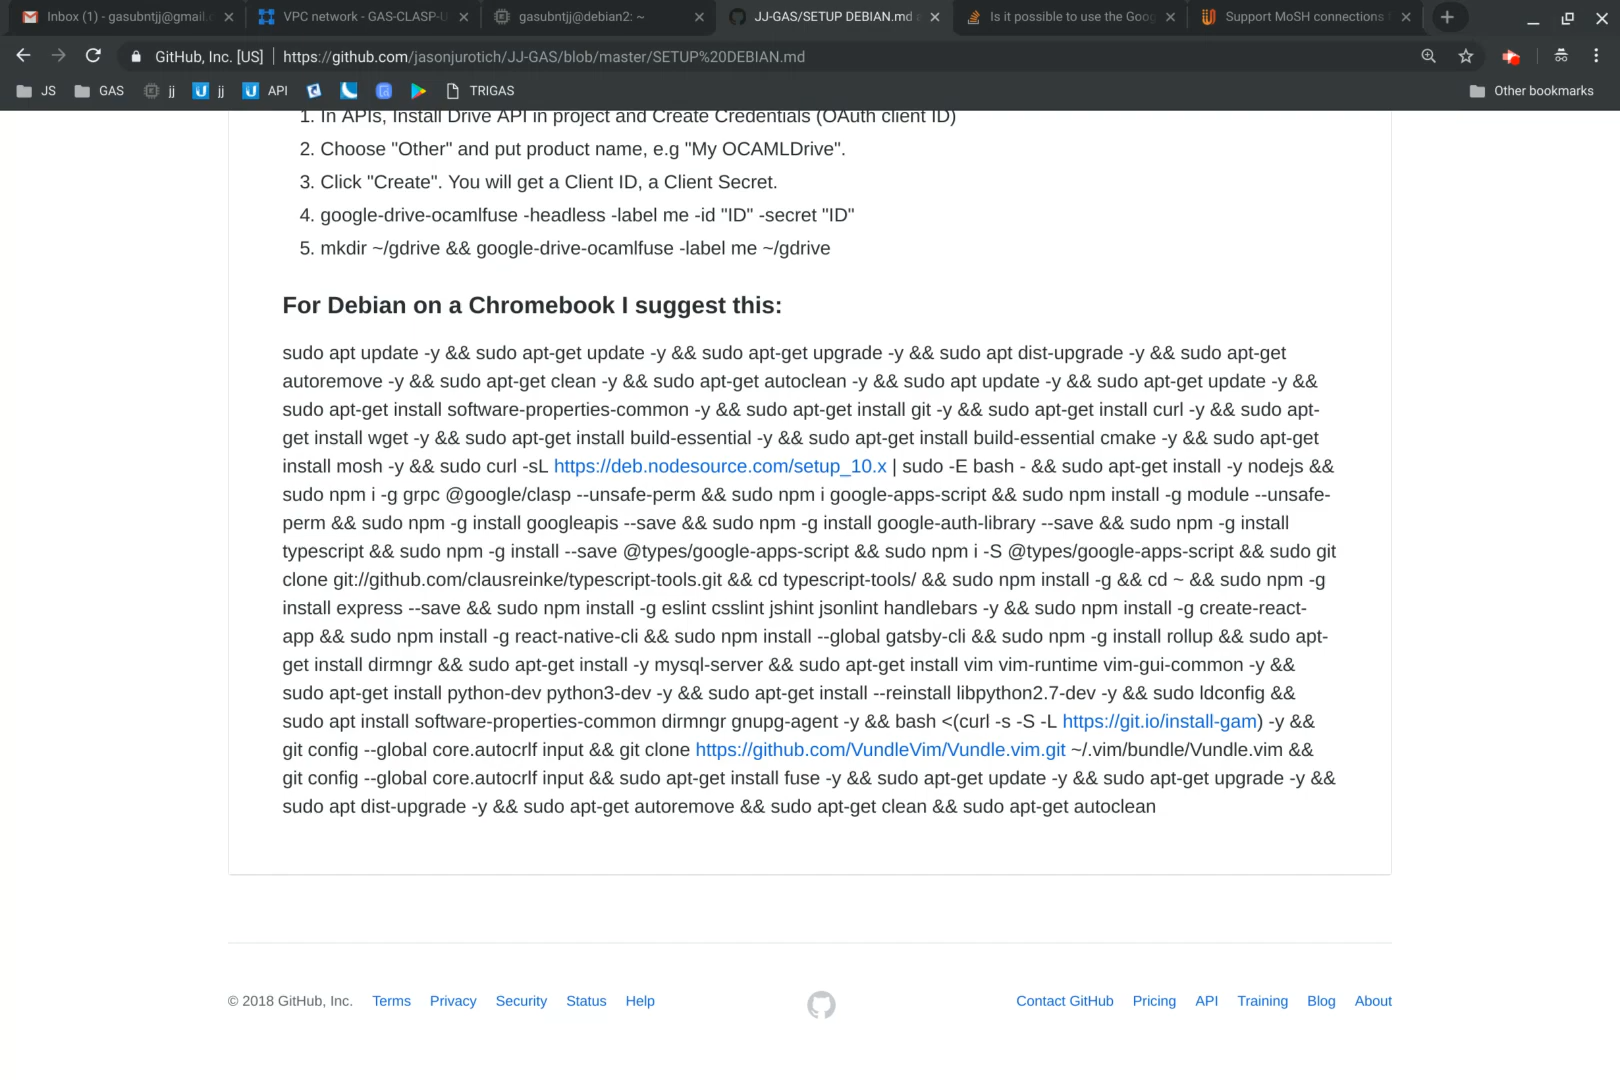 Inbox (1) - gasubntjj@gmail.c
VPC network - GAS-CLASP-U
gasubntjj@debian2: ~
JJ-GAS/SETUP DEBIAN.md a
Is it possible to use the Goog
Support MoSH connections
GitHub, Inc. [US]
https://github.com/jasonjurotich/JJ-GAS/blob/master/SETUP%20DEBIAN.md
JS
GAS
jj
jj
API
TRIGAS
Other bookmarks
1. In APIs, Install Drive API in project and Create Credentials (OAuth client ID)
2. Choose "Other" and put product name, e.g "My OCAMLDrive".
3. Click "Create". You will get a Client ID, a Client Secret.
4. google-drive-ocamlfuse -headless -label me -id "ID" -secret "ID"
5. mkdir ~/gdrive && google-drive-ocamlfuse -label me ~/gdrive
For Debian on a Chromebook I suggest this:
sudo apt update -y && sudo apt-get update -y && sudo apt-get upgrade -y && sudo apt dist-upgrade -y && sudo apt-get
autoremove -y && sudo apt-get clean -y && sudo apt-get autoclean -y && sudo apt update -y && sudo apt-get update -y &&
sudo apt-get install software-properties-common -y && sudo apt-get install git -y && sudo apt-get install curl -y && sudo apt-
get install wget -y && sudo apt-get install build-essential -y && sudo apt-get install build-essential cmake -y && sudo apt-get
install mosh -y && sudo curl -sL https://deb.nodesource.com/setup_10.x | sudo -E bash - && sudo apt-get install -y nodejs &&
sudo npm i -g grpc @google/clasp --unsafe-perm && sudo npm i google-apps-script && sudo npm install -g module --unsafe-
perm && sudo npm -g install googleapis --save && sudo npm -g install google-auth-library --save && sudo npm -g install
typescript && sudo npm -g install --save @types/google-apps-script && sudo npm i -S @types/google-apps-script && sudo git
clone git://github.com/clausreinke/typescript-tools.git && cd typescript-tools/ && sudo npm install -g && cd ~ && sudo npm -g
install express --save && sudo npm install -g eslint csslint jshint jsonlint handlebars -y && sudo npm install -g create-react-
app && sudo npm install -g react-native-cli && sudo npm install --global gatsby-cli && sudo npm -g install rollup && sudo apt-
get install dirmngr && sudo apt-get install -y mysql-server && sudo apt-get install vim vim-runtime vim-gui-common -y &&
sudo apt-get install python-dev python3-dev -y && sudo apt-get install --reinstall libpython2.7-dev -y && sudo ldconfig &&
sudo apt install software-properties-common dirmngr gnupg-agent -y && bash <(curl -s -S -L https://git.io/install-gam) -y &&
git config --global core.autocrlf input && git clone https://github.com/VundleVim/Vundle.vim.git ~/.vim/bundle/Vundle.vim &&
git config --global core.autocrlf input && sudo apt-get install fuse -y && sudo apt-get update -y && sudo apt-get upgrade -y &&
sudo apt dist-upgrade -y && sudo apt-get autoremove && sudo apt-get clean && sudo apt-get autoclean
© 2018 GitHub, Inc.
Terms
Privacy
Security
Status
Help
Contact GitHub
Pricing
API
Training
Blog
About